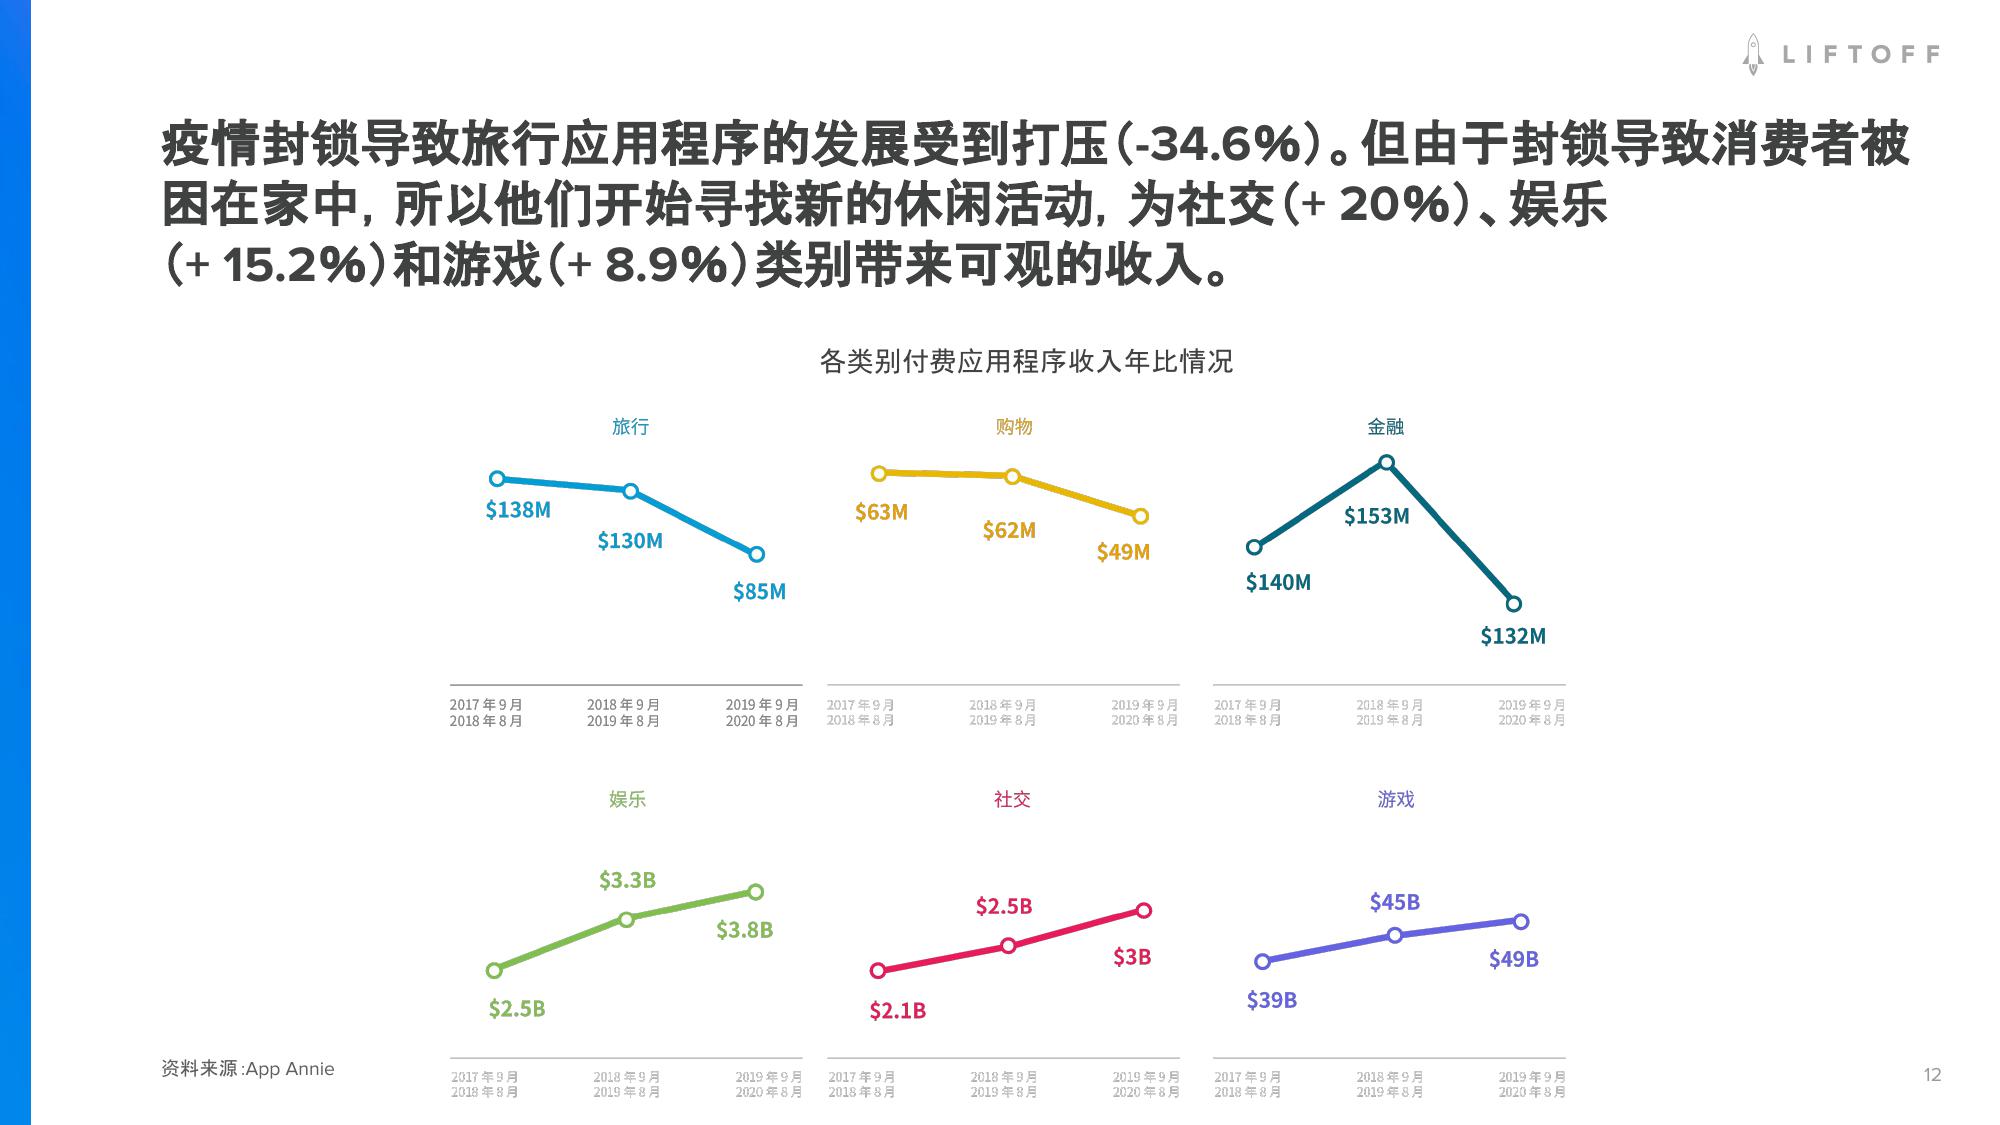 LIFTOFF
疫情封锁导致旅行应用程序的发展受到打压(-34.6%)。但由于封锁导致消费者被
困在家中, 所以他们开始寻找新的休闲活动, 为社交(+ 20%)、娱乐
(+ 15.2%)和游戏(+ 8.9%)类别带来可观的收入。
各类别付费应用程序收入年比情况
旅行
$138M
$130M
$85M
2017 年 9 月 2018 年 9 月 2019 年 9 月
2018 年 8 月 2019 年 8 月 2020 年 8 月
购物
$63M
$62M
$49M
2017 年 9 月 2018 年 9 月 2019 年 9 月
2018 年 8 月 2019 年 8 月 2020 年 8 月
金融
$153M
$140M
$132M
2017 年 9 月 2018 年 9 月 2019 年 9 月
2018 年 8 月 2019 年 8 月 2020 年 8 月
娱乐
$3.3B
$3.8B
$2.5B
2017 年 9 月 2018 年 9 月 2019 年 9 月
2018 年 8 月 2019 年 8 月 2020 年 8 月
社交
$2.5B
$3B
$2.1B
2017 年 9 月 2018 年 9 月 2019 年 9 月
2018 年 8 月 2019 年 8 月 2020 年 8 月
游戏
$45B
$49B
$39B
2017 年 9 月 2018 年 9 月 2019 年 9 月
2018 年 8 月 2019 年 8 月 2020 年 8 月
资料来源:App Annie
12